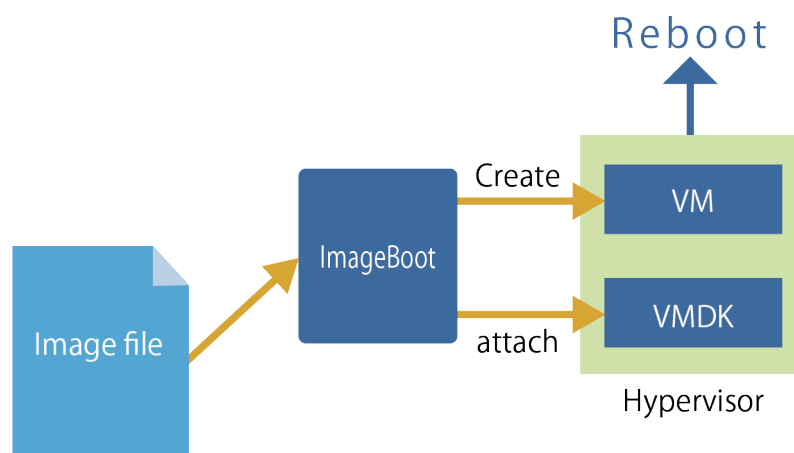 Reboot
Create
VM
ImageBoot
Image file
attach
VMDK
Hypervisor